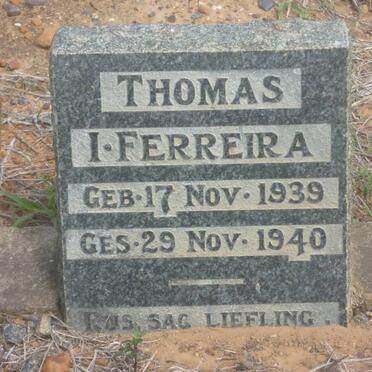 THOMAS
I. FERREIRA
GEB. 17 NOV. 1939
GES. 29 NOV. 1940
RUS SAG LIEFLING